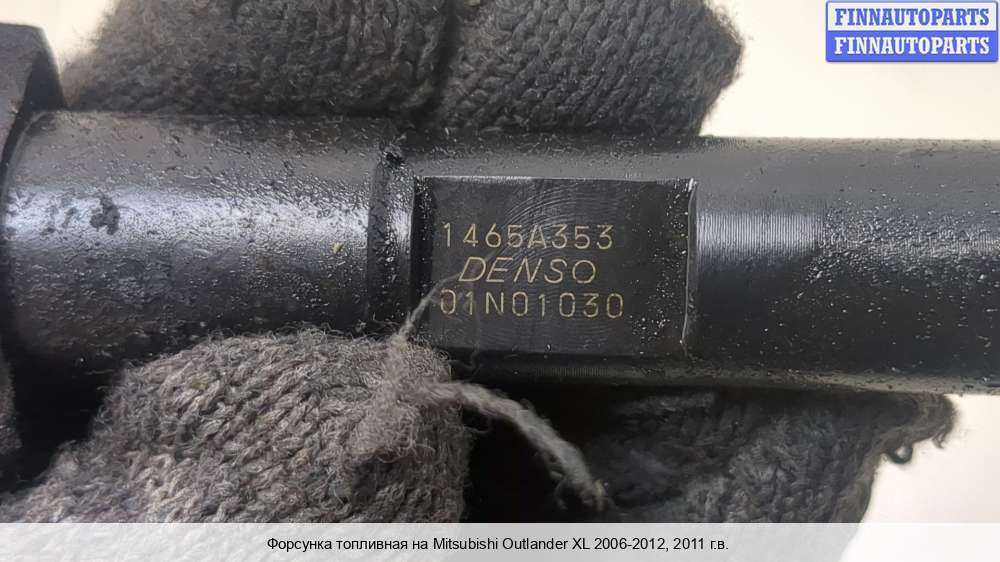 FINNAUTOPARTS
FINNAUTOPARTS
1465A353
DENSO
01N01030
Форсунка топливная на Mitsubishi Outlander XL 2006-2012, 2011 г.в.